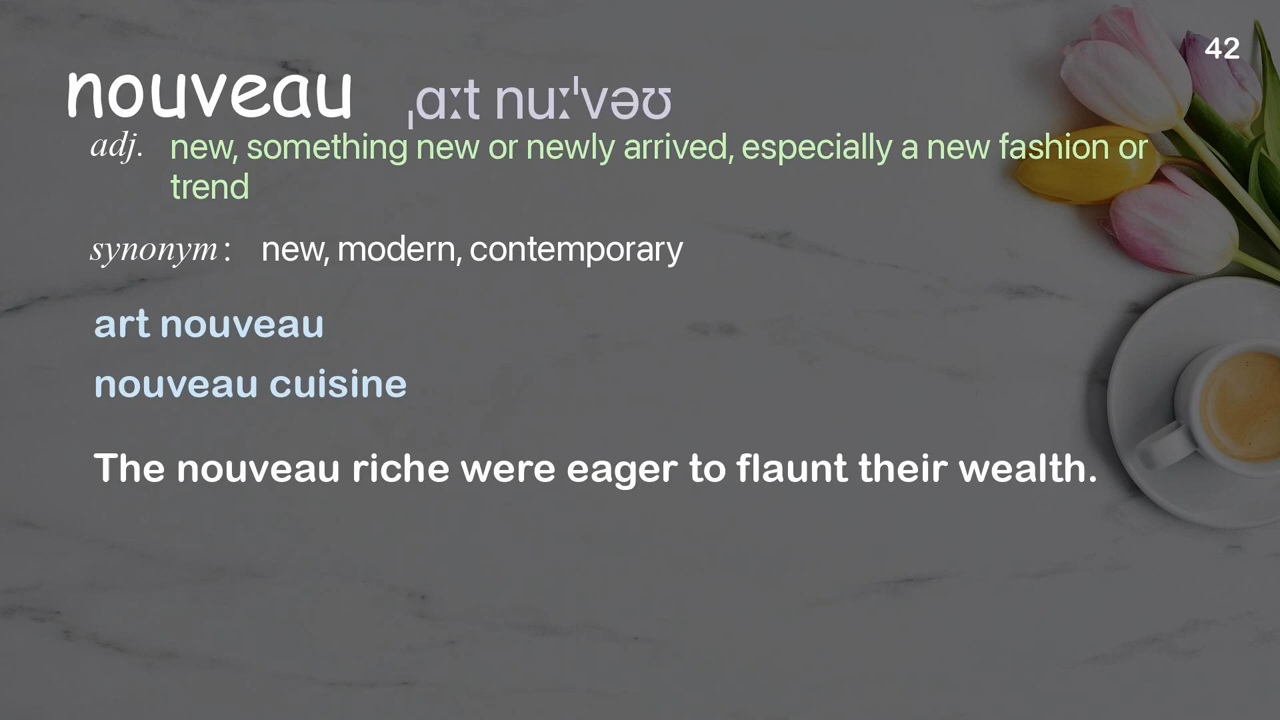 42
nouveau ˌɑːt nuːˈvəʊ
adj. new, something new or newly arrived, especially a new fashion or
trend
synonym: new, modern, contemporary
art nouveau
nouveau cuisine
The nouveau riche were eager to flaunt their wealth.